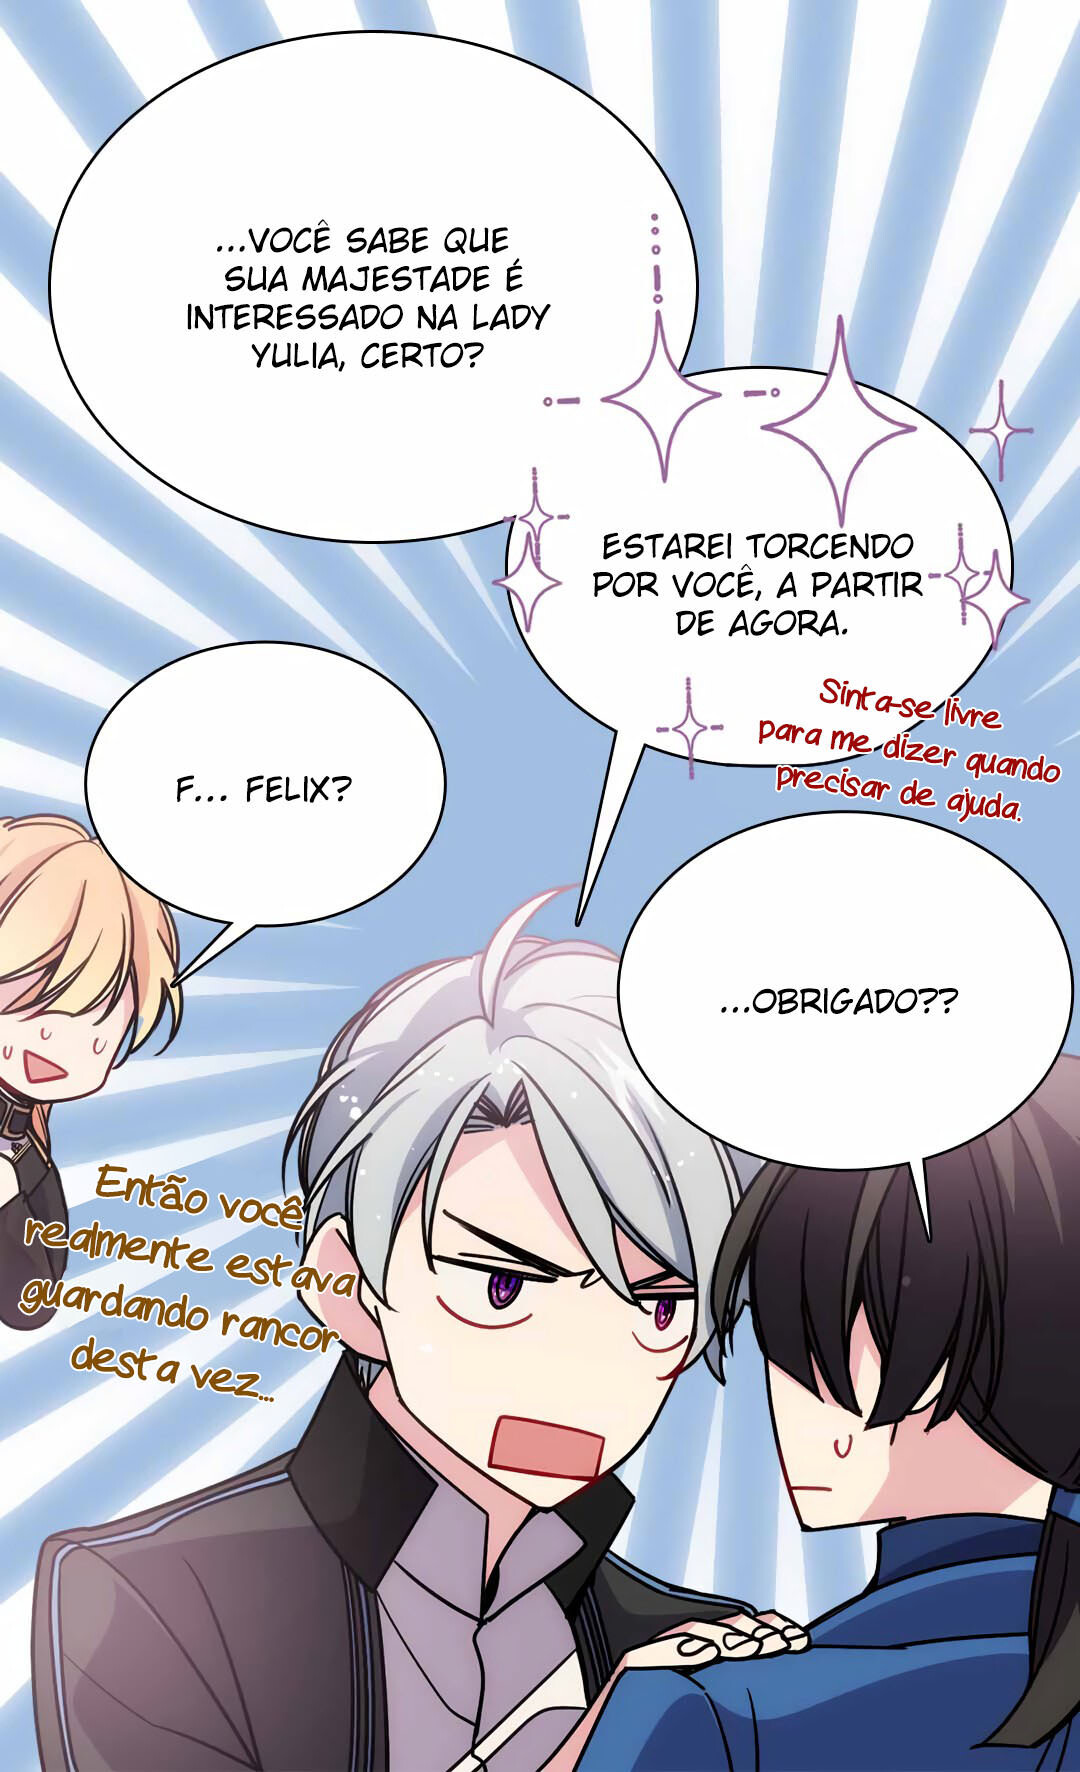 ...VOCÊ SABE QUE
SUA MAJESTADE É
INTERESSADO NA LADY
YULIA, CERTO?
ESTAREI TORCENDO
POR VOCÊ, A PARTIR
DE AGORA.
Sinta-se livre
para me dizer quando
precisar de ajuda.
F... FELIX?
...OBRIGADO??
Então você
realmente estava
guardando rancor
desta vez...